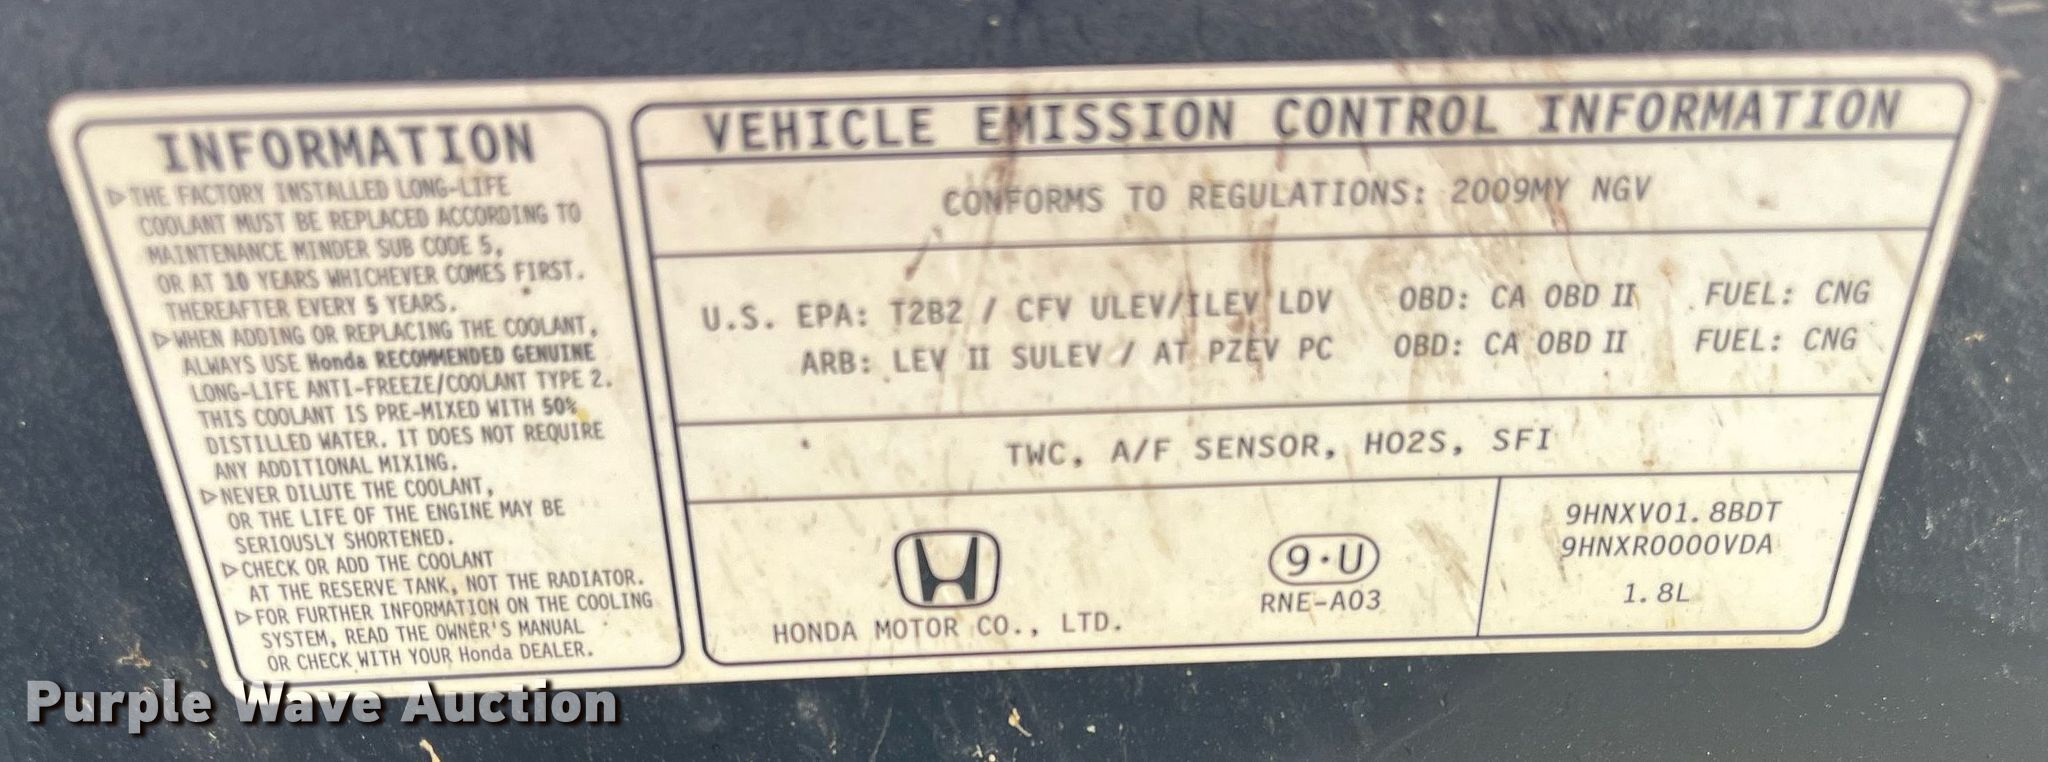 INFORMATION
▷THE FACTORY INSTALLED LONG-LIFE
COOLANT MUST BE REPLACED ACCORDING TO
MAINTENANCE MINDER SUB CODE 5,
OR AT 10 YEARS WHICHEVER COMES FIRST.
THEREAFTER EVERY 5 YEARS.
▷WHEN ADDING OR REPLACING THE COOLANT,
ALWAYS USE Honda RECOMMENDED GENUINE
LONG-LIFE ANTI-FREEZE/COOLANT TYPE 2.
THIS COOLANT IS PRE-MIXED WITH 50%
DISTILLED WATER. IT DOES NOT REQUIRE
ANY ADDITIONAL MIXING.
▷NEVER DILUTE THE COOLANT,
OR THE LIFE OF THE ENGINE MAY BE
SERIOUSLY SHORTENED.
▷CHECK OR ADD THE COOLANT
AT THE RESERVE TANK, NOT THE RADIATOR.
▷FOR FURTHER INFORMATION ON THE COOLING
SYSTEM, READ THE OWNER'S MANUAL
OR CHECK WITH YOUR Honda DEALER.
VEHICLE EMISSION CONTROL INFORMATION
CONFORMS TO REGULATIONS: 2009MY NGV
U.S. EPA: T2B2 / CFV ULEV/ILEV LDV OBD: CA OBD II FUEL: CNG
ARB: LEV II SULEV / AT PZEV PC OBD: CA OBD II FUEL: CNG
TWC, A/F SENSOR, HO2S, SFI
HONDA MOTOR CO., LTD.
9·U
RNE-A03
9HNXV01.8BDT
9HNXR0000VDA
1.8L
Purple Wave Auction